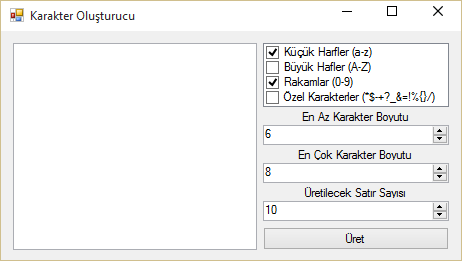 Karakter Oluşturucu
Küçük Harfler (a-z)
Büyük Hafler (A-Z)
Rakamlar (0-9)
Özel Karakterler (*$-+?_&=!%{}/)
En Az Karakter Boyutu
6
En Çok Karakter Boyutu
8
Üretilecek Satır Sayısı
10
Üret